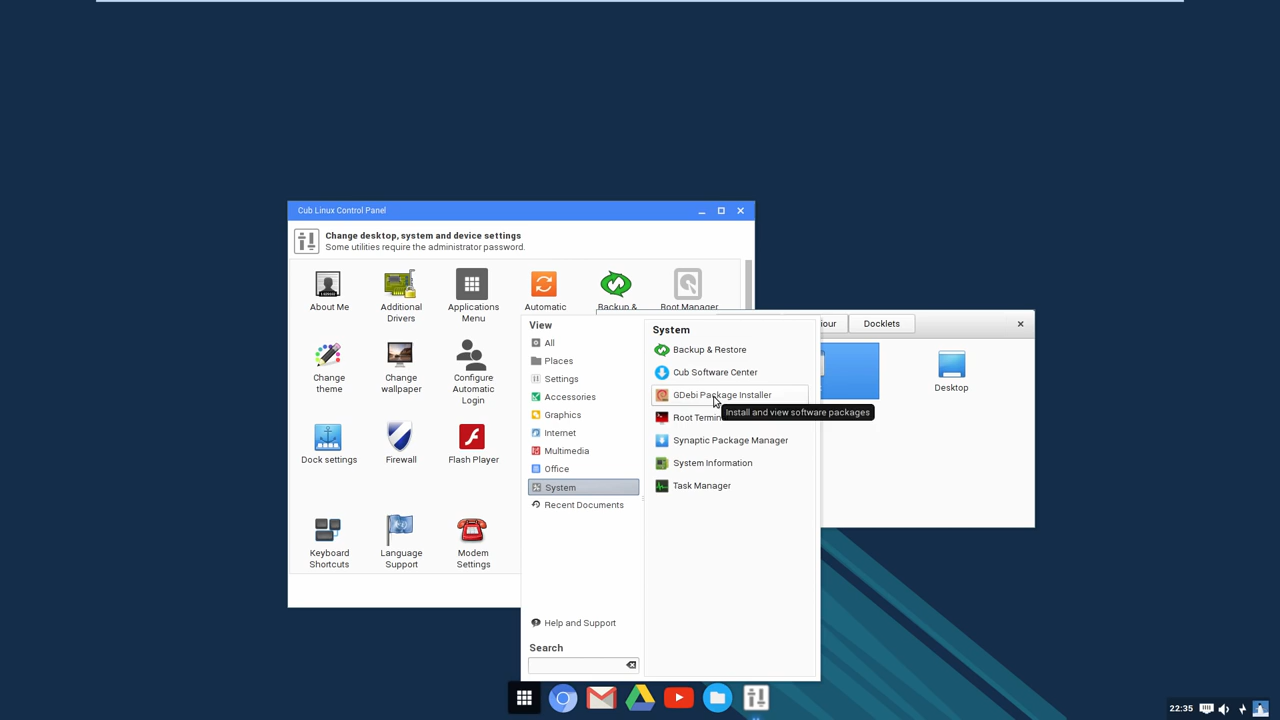 Cub Linux Control Panel
Change desktop, system and device settings
Some utilities require the administrator password.
About Me
Additional
Drivers
Applications
Menu
Automatic
Backup &
Boot Manager
Change
theme
Change
wallpaper
Configure
Automatic
Login
Dock settings
Firewall
Flash Player
Keyboard
Shortcuts
Language
Support
Modem
Settings
Docklets
Desktop
View
All
Places
Settings
Accessories
Graphics
Internet
Multimedia
Office
System
Recent Documents
Help and Support
Search
System
Backup & Restore
Cub Software Center
GDebi Package Installer
Install and view software packages
Root Termin
Synaptic Package Manager
System Information
Task Manager
22:35